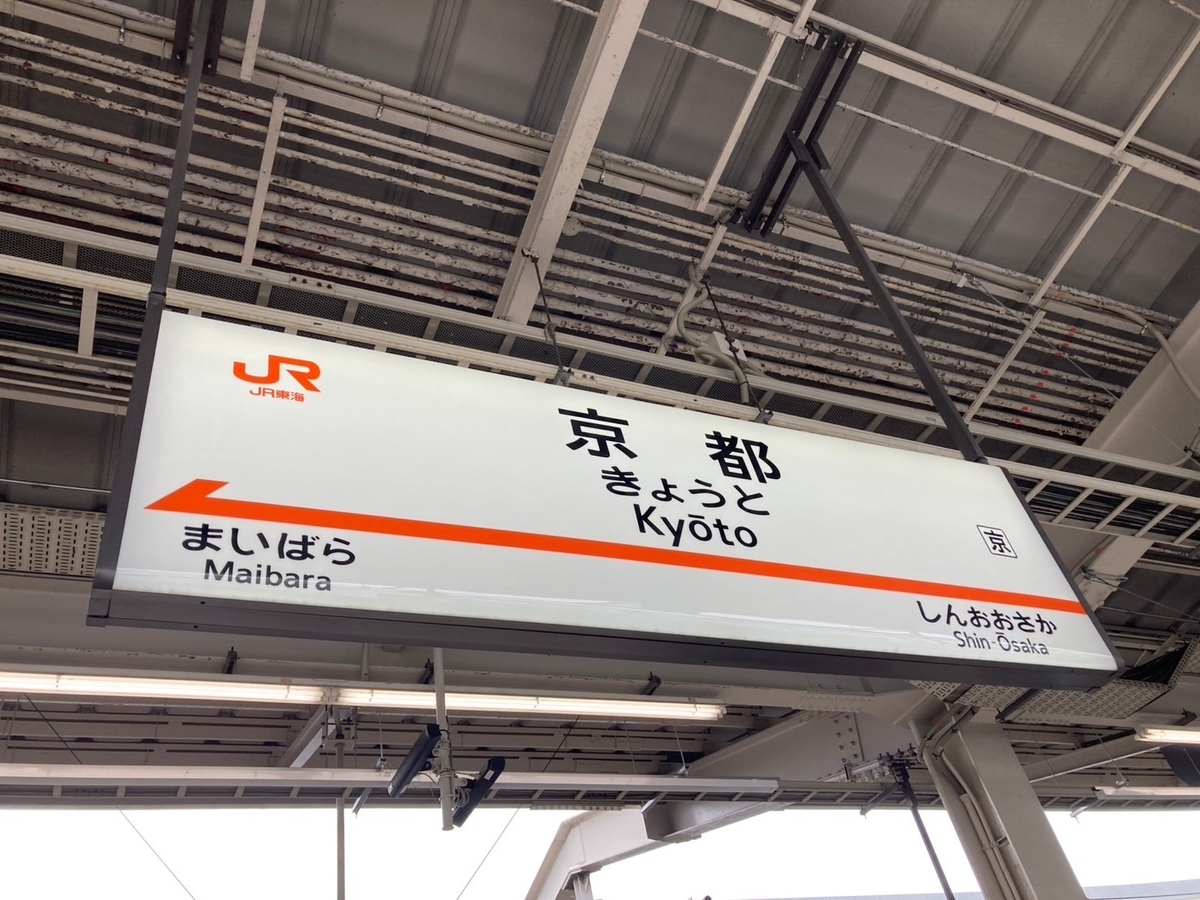 JR
JR東海
京都
きょうと
Kyōto
京
まいばら
Maibara
しんおおさか
Shin-Ōsaka